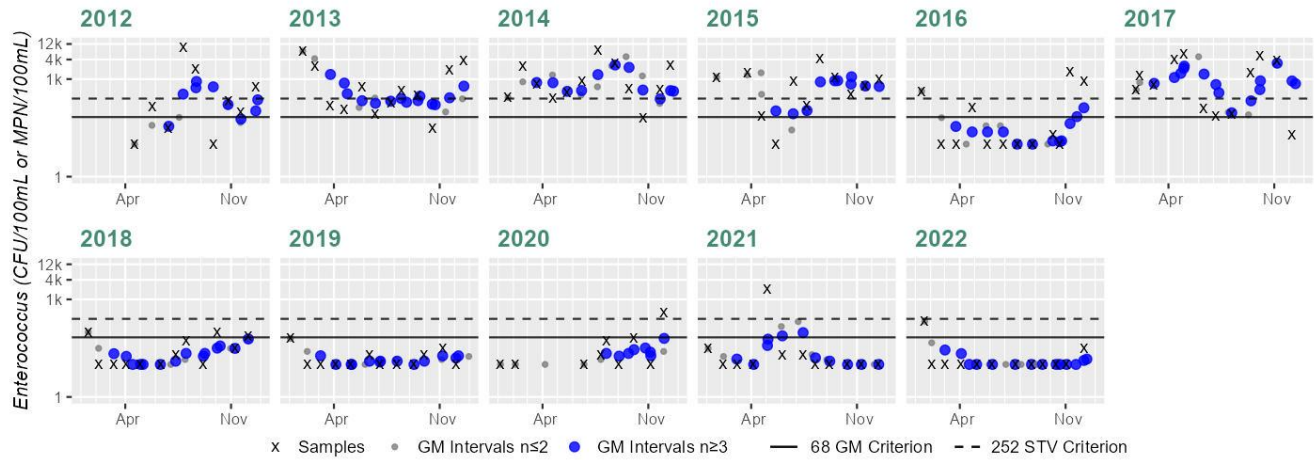 2012 2013 2014 2015 2016 2017
12k
4k
1k
1
Apr Nov Apr Nov Apr Nov Apr Nov Apr Nov Apr Nov
2018 2019 2020 2021 2022
12k
4k
1k
1
Apr Nov Apr Nov Apr Nov Apr Nov Apr Nov
Enterococcus (CFU/100mL or MPN/100mL)
x Samples GM Intervals n≤2 GM Intervals n≥3 68 GM Criterion 252 STV Criterion